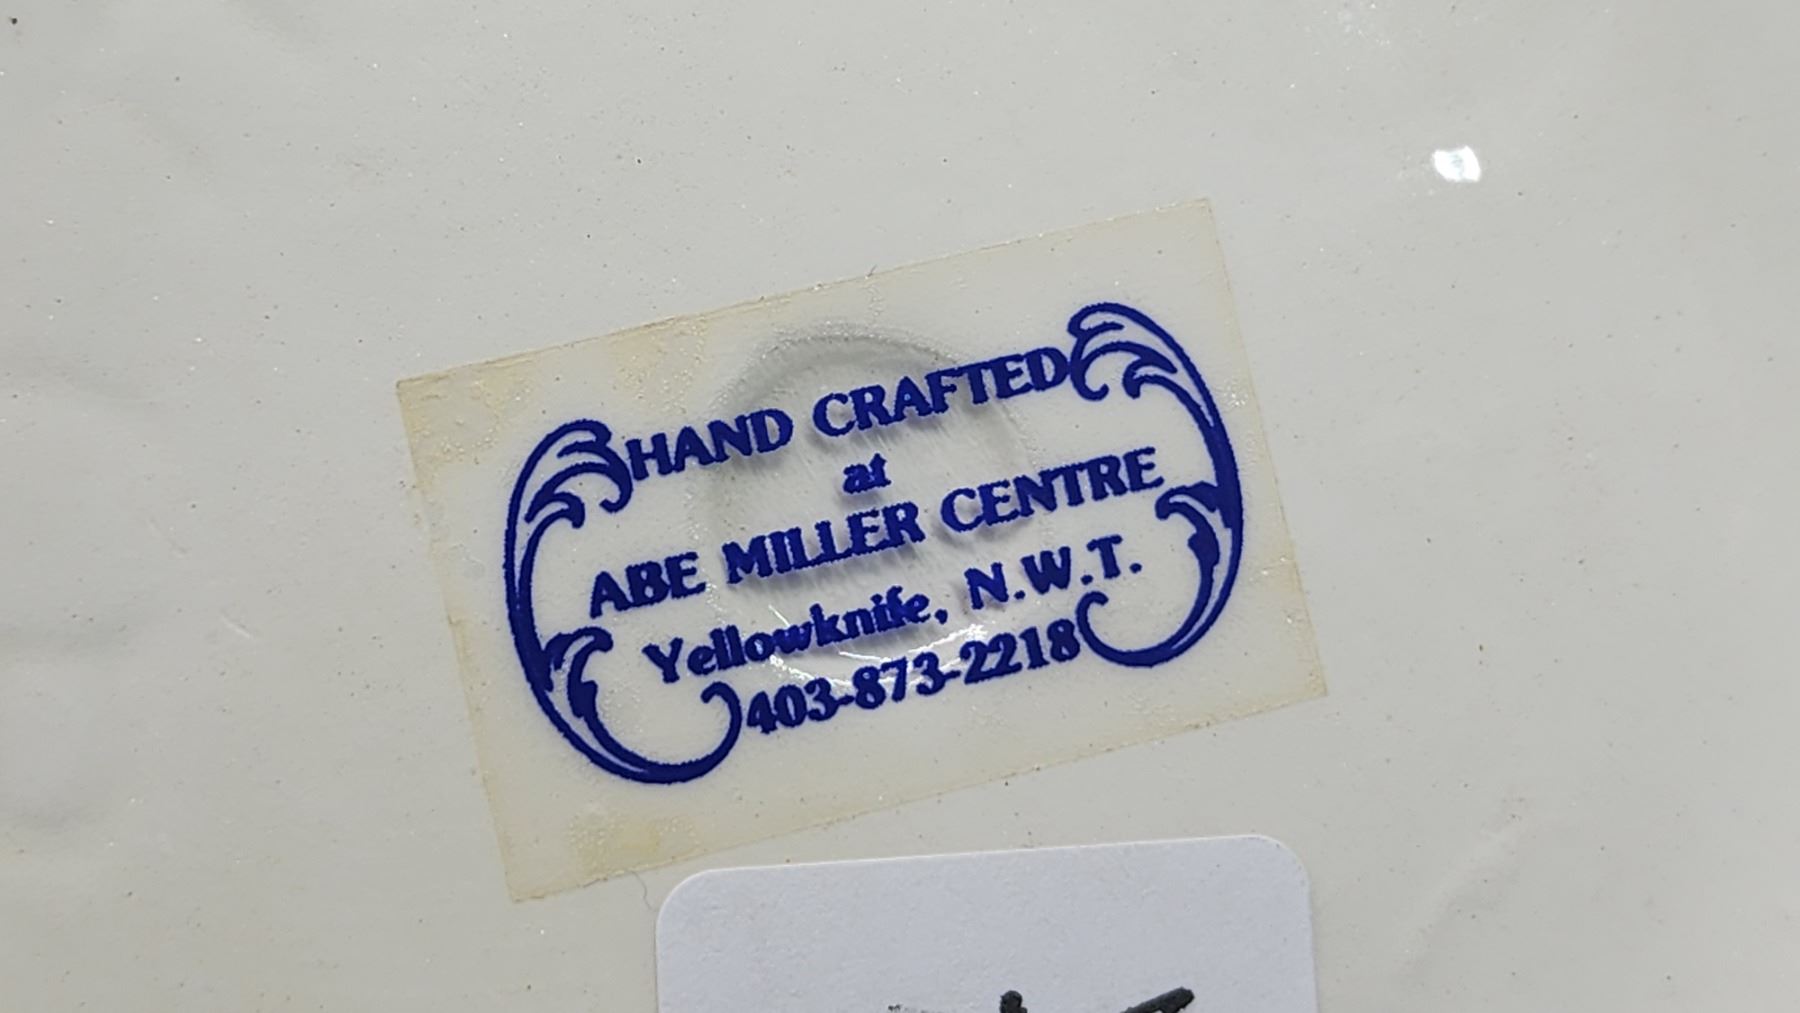 HAND CRAFTED
at
ABE MILLER CENTRE
Yellowknife, N.W.T.
403-873-2218